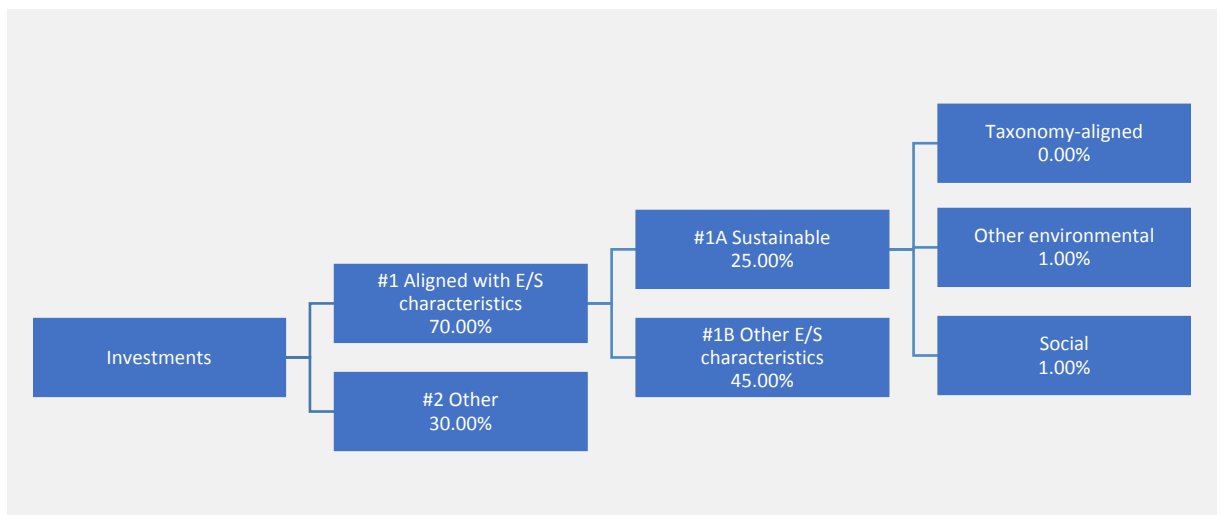 Investments
#1 Aligned with E/S
characteristics
70.00%
#2 Other
30.00%
#1A Sustainable
25.00%
#1B Other E/S
characteristics
45.00%
Taxonomy-aligned
0.00%
Other environmental
1.00%
Social
1.00%